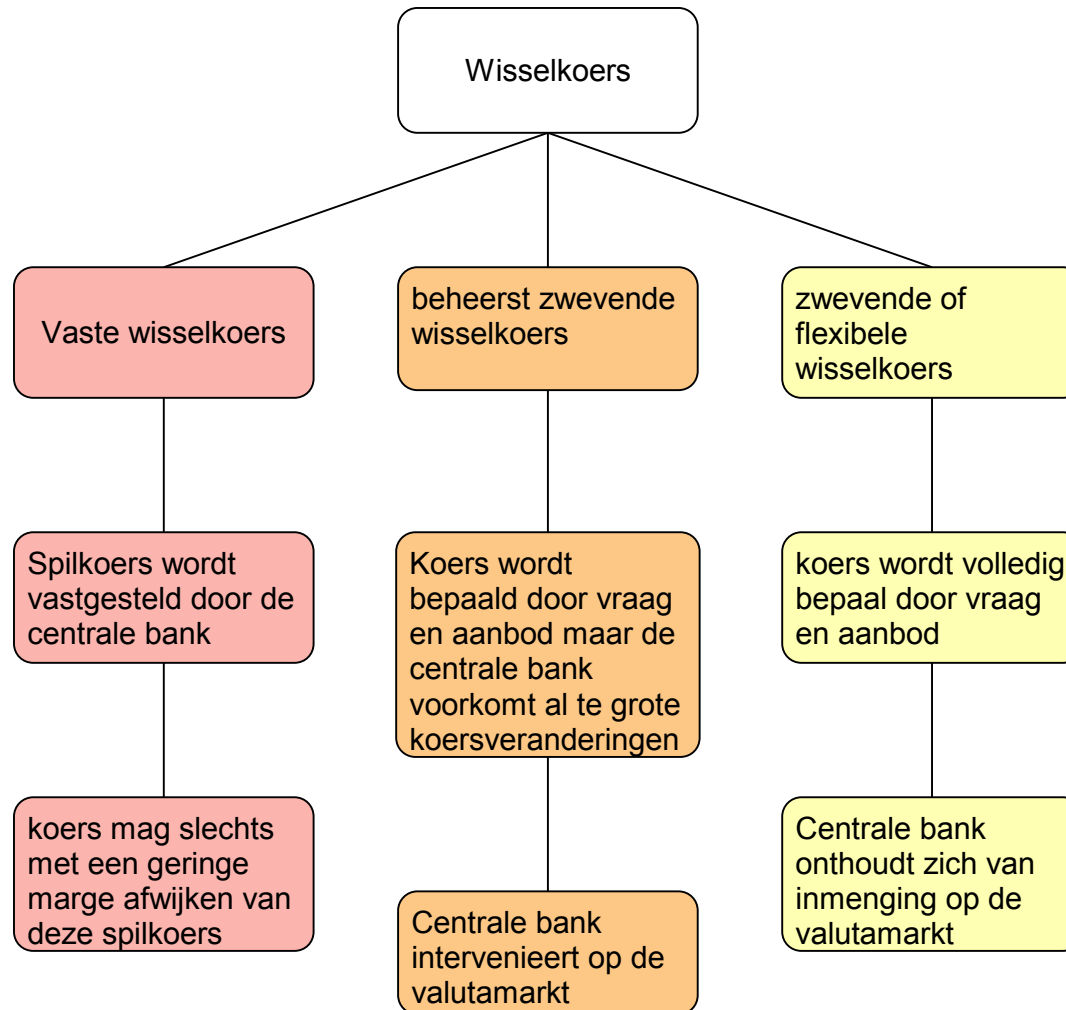 Wisselkoers
Vaste wisselkoers
beheerst zwevende
wisselkoers
zwevende of
flexibele
wisselkoers
Spilkoers wordt
vastgesteld door de
centrale bank
Koers wordt
bepaald door vraag
en aanbod maar de
centrale bank
voorkomt al te grote
koersveranderingen
koers wordt volledig
bepaal door vraag
en aanbod
koers mag slechts
met een geringe
marge afwijken van
deze spilkoers
Centrale bank
intervenieert op de
valutamarkt
Centrale bank
onthoudt zich van
inmenging op de
valutamarkt